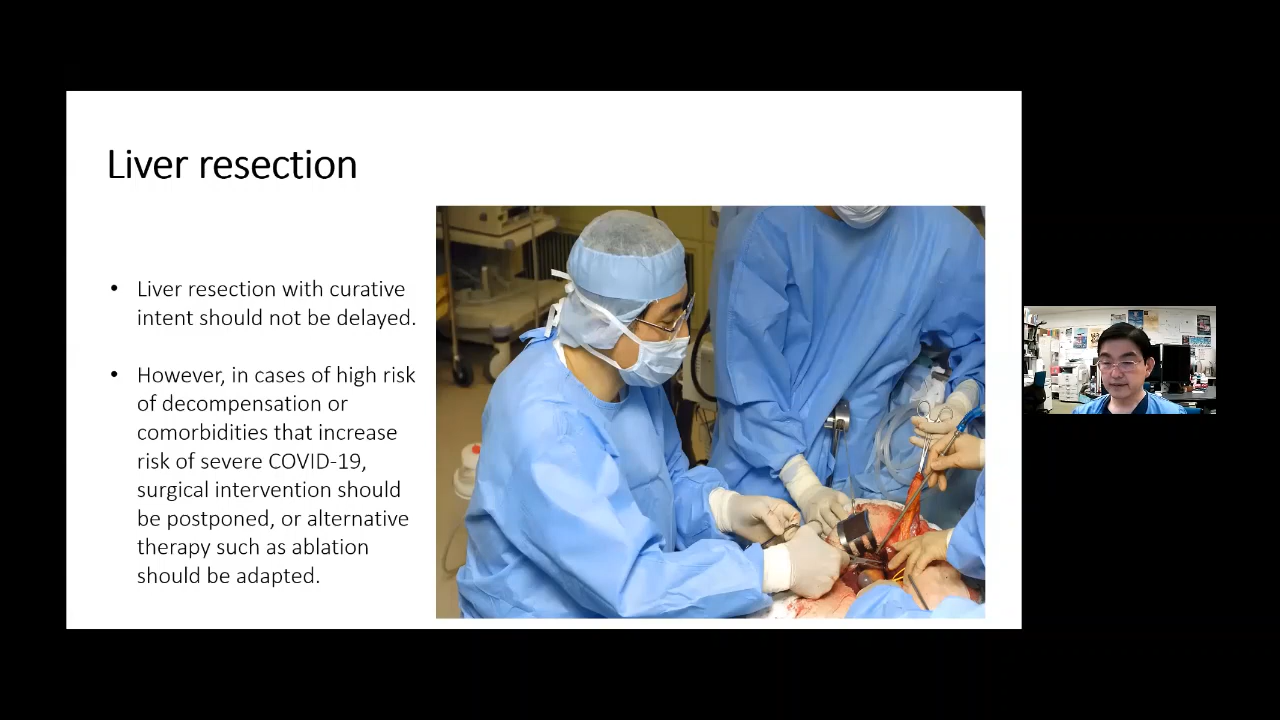 Liver resection
• Liver resection with curative
intent should not be delayed.
• However, in cases of high risk
of decompensation or
comorbidities that increase
risk of severe COVID-19,
surgical intervention should
be postponed, or alternative
therapy such as ablation
should be adapted.